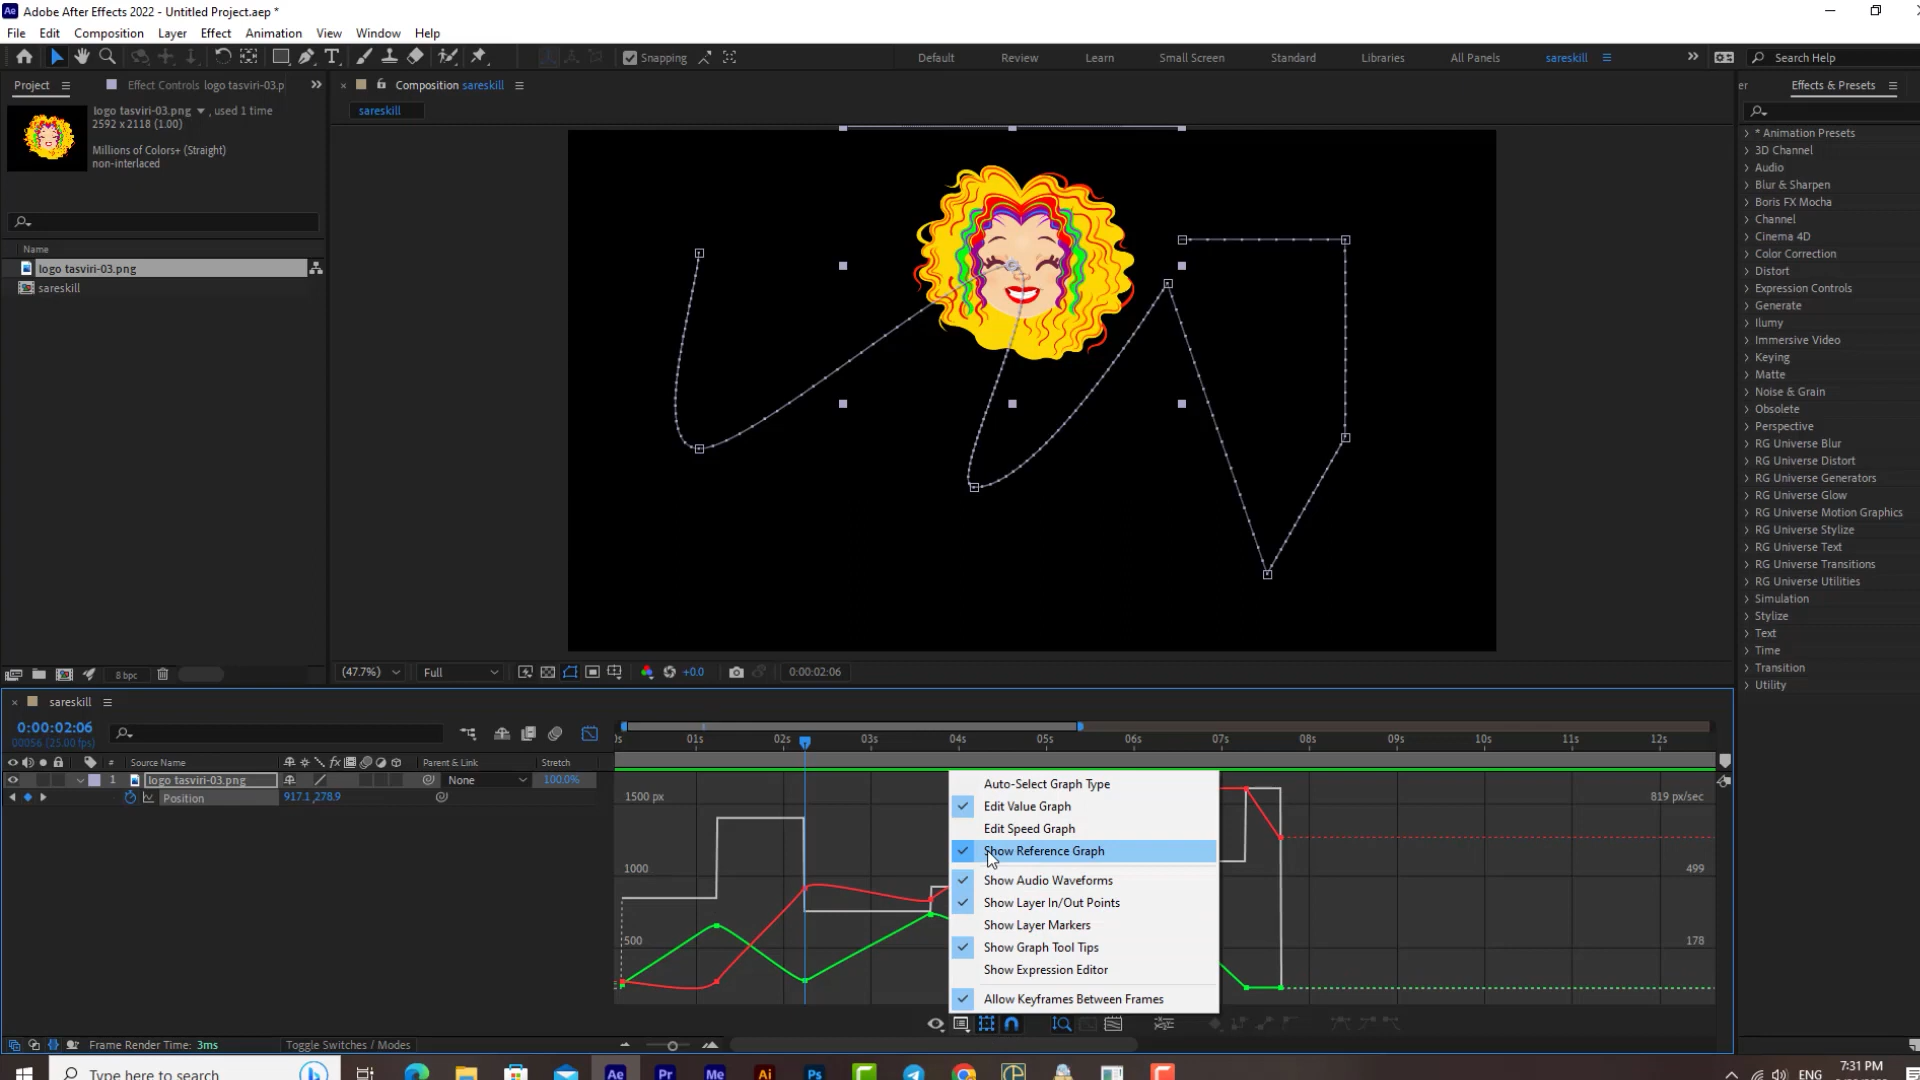 Ae Adobe After Effects 2022 - Untitled Project.aep *
File Edit Composition Layer Effect Animation View Window Help
Snapping
Default Review Learn Small Screen Standard Libraries All Panels sareskill
Search Help
Project
Effect Controls logo tasviri-03.p
Composition sareskill
Effects & Presets
sareskill
logo tasviri-03.png , used 1 time
2592 x 2118 (1.00)
Millions of Colors+ (Straight)
non-interlaced
Name
logo tasviri-03.png
sareskill
* Animation Presets
3D Channel
Audio
Blur & Sharpen
Boris FX Mocha
Channel
Cinema 4D
Color Correction
Distort
Expression Controls
Generate
Ilumy
Immersive Video
Keying
Matte
Noise & Grain
Obsolete
Perspective
RG Universe Blur
RG Universe Distort
RG Universe Generators
RG Universe Glow
RG Universe Motion Graphics
RG Universe Stylize
RG Universe Text
RG Universe Transitions
RG Universe Utilities
Simulation
Stylize
Text
Time
Transition
Utility
8 bpc
(47.7%) Full +0.0 0:00:02:06
sareskill
0:00:02:06
00056 (25.00 fps)
01s 02s 03s 04s 05s 06s 07s 08s 09s 10s 11s 12s
# Source Name Parent & Link Stretch
1 logo tasviri-03.png None 100.0%
Position 917.1,278.9
1500 px
1000
500
819 px/sec
499
178
Auto-Select Graph Type
Edit Value Graph
Edit Speed Graph
Show Reference Graph
Show Audio Waveforms
Show Layer In/Out Points
Show Layer Markers
Show Graph Tool Tips
Show Expression Editor
Allow Keyframes Between Frames
Frame Render Time: 3ms
Toggle Switches / Modes
Type here to search
Ae Pr Me Ai Ps
ENG
7:31 PM